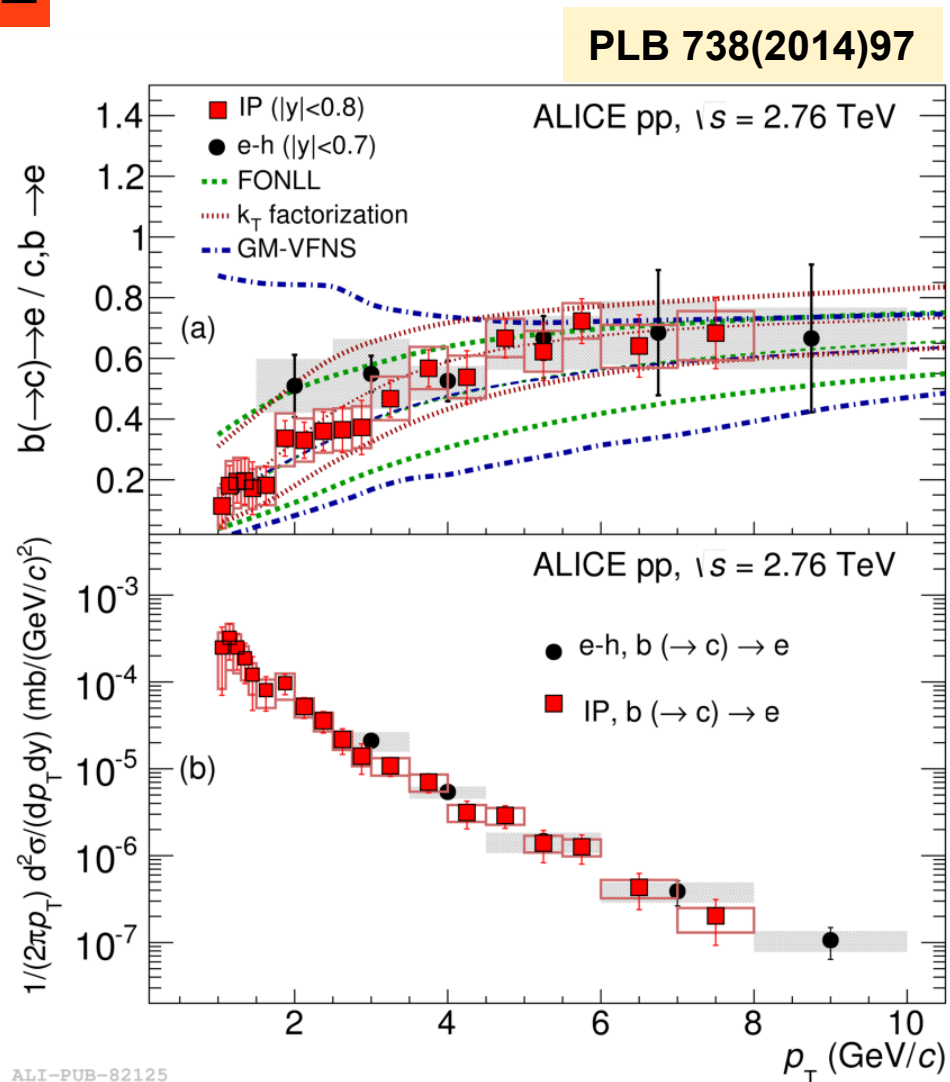 PLB 738(2014)97
b(→c)→e / c,b →e
1.4
1.2
1
0.8
0.6
0.4
0.2
IP (|y|<0.8)
e-h (|y|<0.7)
FONLL
k_T factorization
GM-VFNS
ALICE pp, √s = 2.76 TeV
(a)
1/(2πp_T) d²σ/(dp_T dy) (mb/(GeV/c)²)
10⁻³
10⁻⁴
10⁻⁵
10⁻⁶
10⁻⁷
ALICE pp, √s = 2.76 TeV
e-h, b (→ c) → e
IP, b (→ c) → e
(b)
2 4 6 8 10
p_T (GeV/c)
ALI-PUB-82125